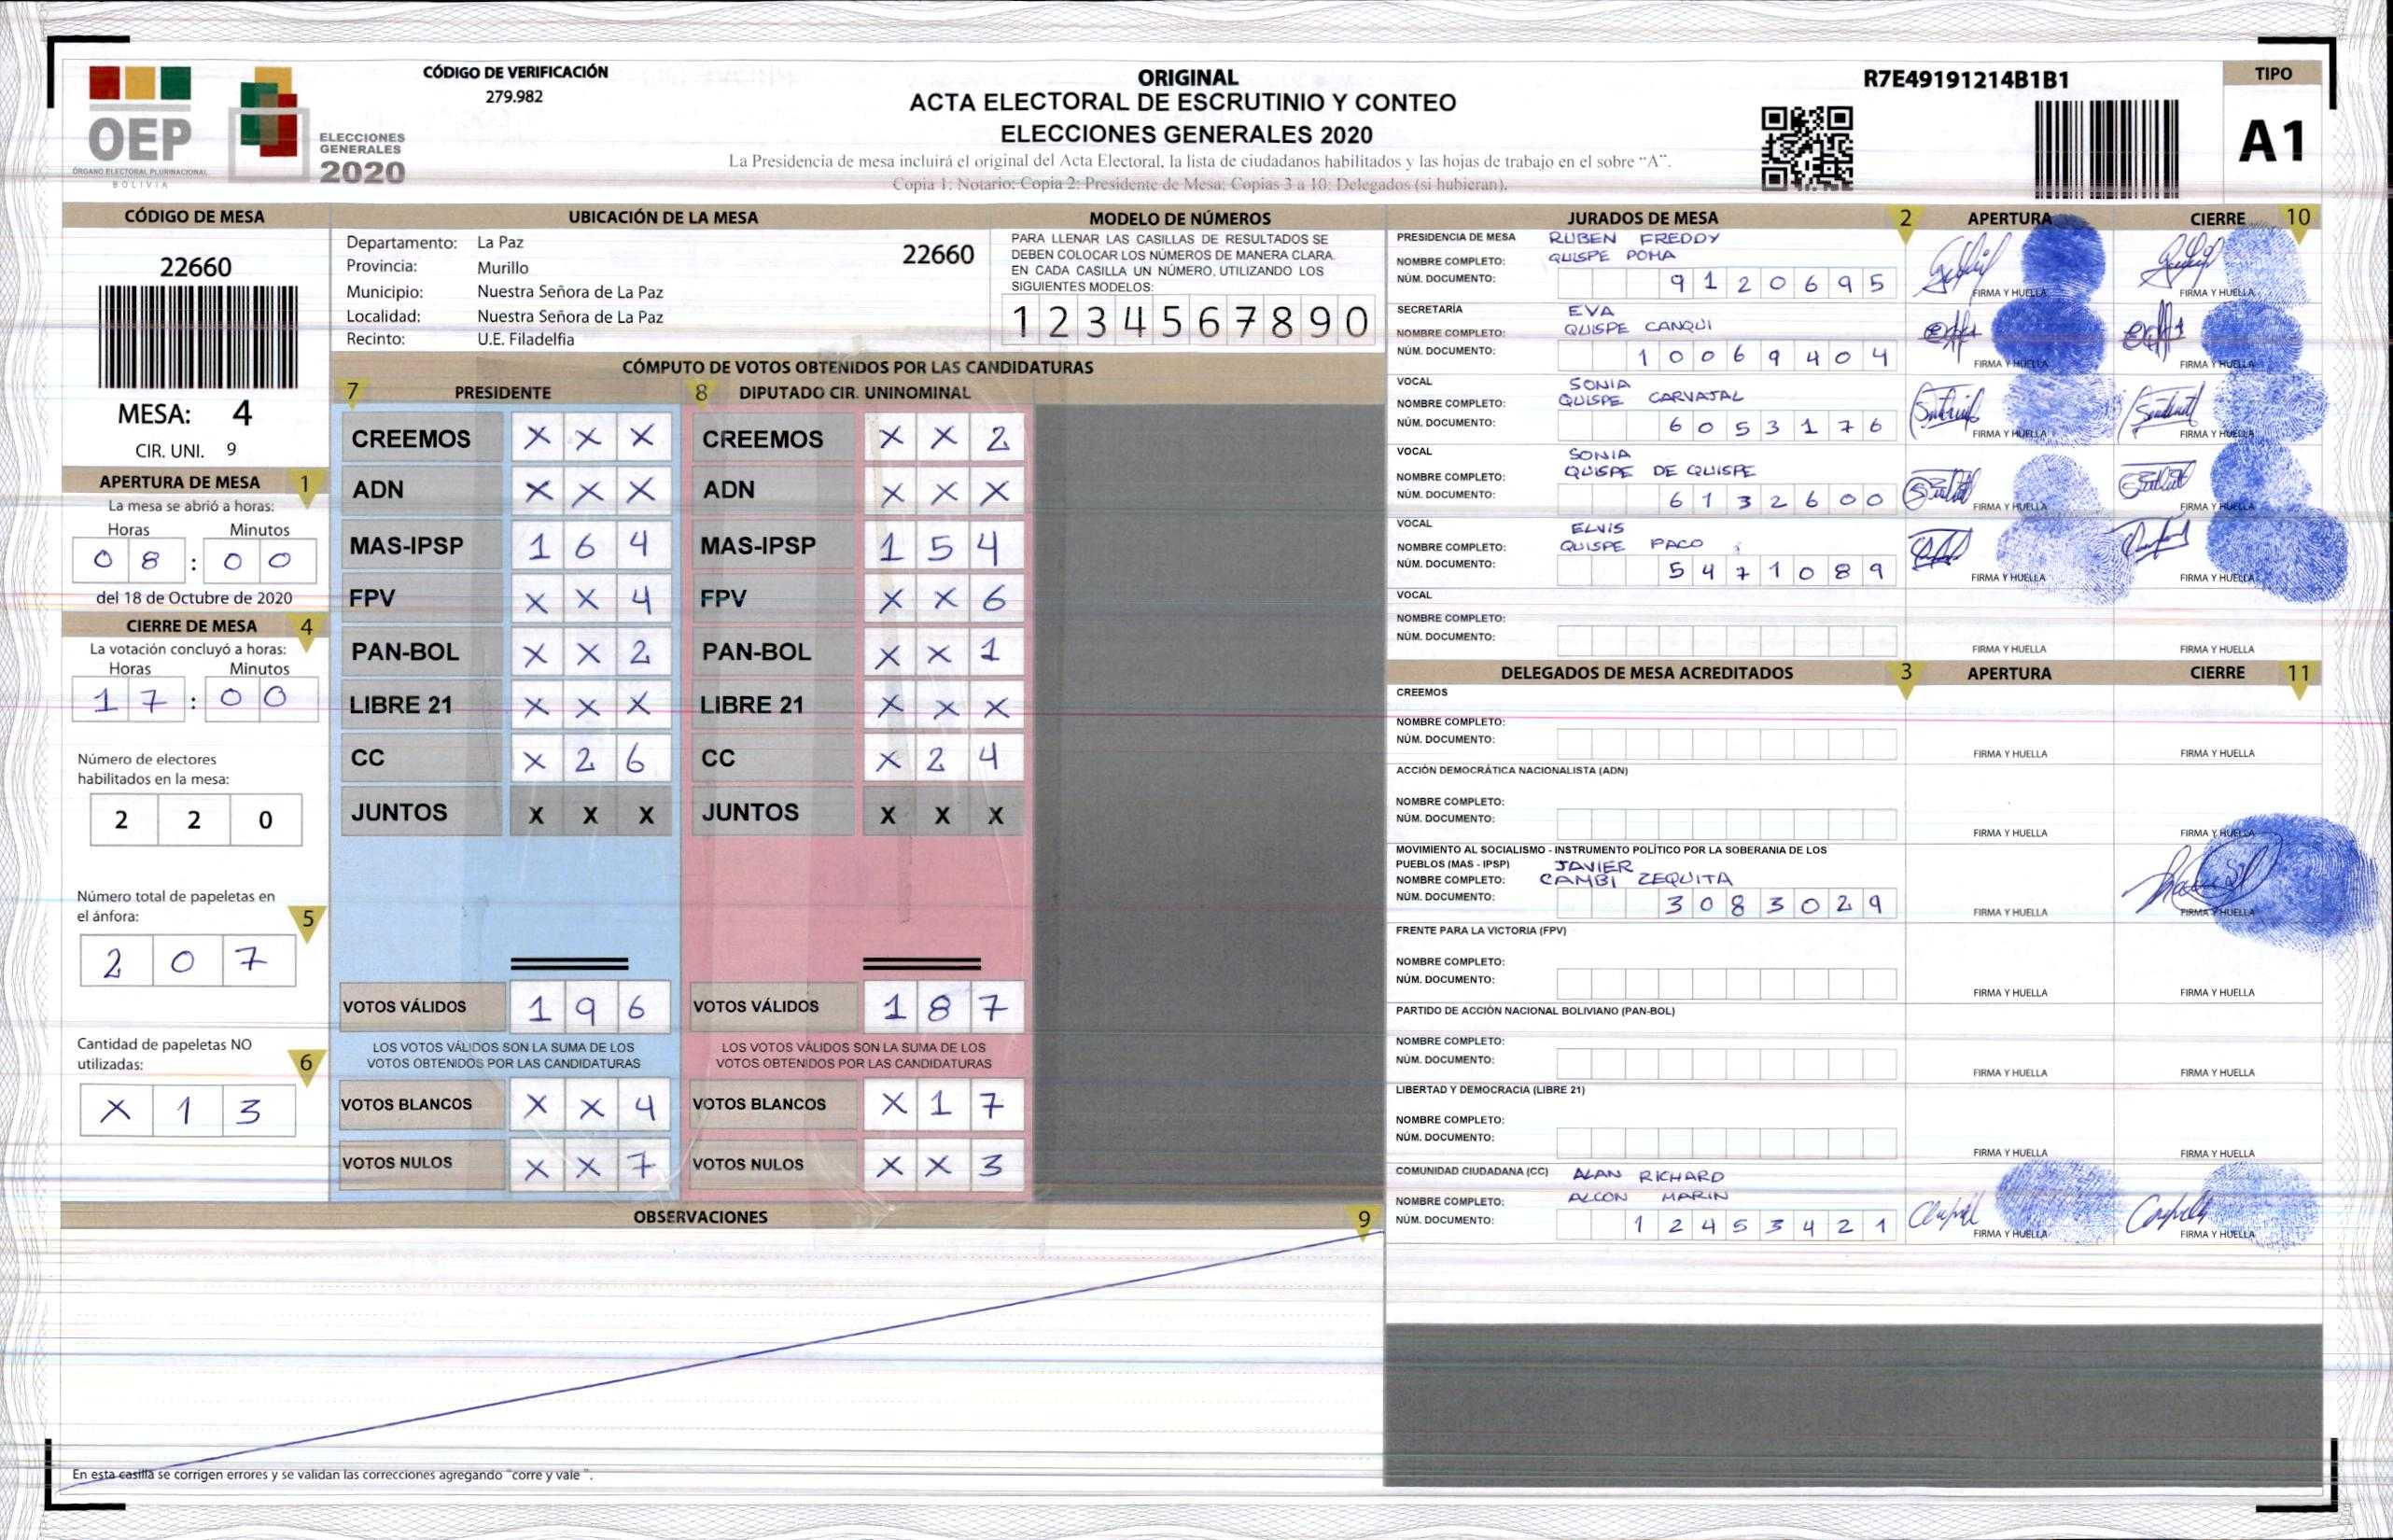 OEP
ÓRGANO ELECTORAL PLURINACIONAL
BOLIVIA
ELECCIONES
GENERALES
2020
CÓDIGO DE VERIFICACIÓN
279.982
ORIGINAL
ACTA ELECTORAL DE ESCRUTINIO Y CONTEO
ELECCIONES GENERALES 2020
La Presidencia de mesa incluirá el original del Acta Electoral, la lista de ciudadanos habilitados y las hojas de trabajo en el sobre "A".
Copia 1: Notario; Copia 2: Presidente de Mesa; Copias 3 a 10: Delegados (si hubieran).
R7E49191214B1B1
TIPO
A1
CÓDIGO DE MESA
22660
MESA: 4
CIR. UNI. 9
APERTURA DE MESA 1
La mesa se abrió a horas:
Horas Minutos
0 8 : 0 0
del 18 de Octubre de 2020
CIERRE DE MESA 4
La votación concluyó a horas:
Horas Minutos
1 7 : 0 0
Número de electores
habilitados en la mesa:
2 2 0
Número total de papeletas en
el ánfora: 5
2 0 7
Cantidad de papeletas NO
utilizadas: 6
X 1 3
UBICACIÓN DE LA MESA
Departamento: La Paz 22660
Provincia: Murillo
Municipio: Nuestra Señora de La Paz
Localidad: Nuestra Señora de La Paz
Recinto: U.E. Filadelfia
MODELO DE NÚMEROS
PARA LLENAR LAS CASILLAS DE RESULTADOS SE
DEBEN COLOCAR LOS NÚMEROS DE MANERA CLARA.
EN CADA CASILLA UN NÚMERO, UTILIZANDO LOS
SIGUIENTES MODELOS:
1 2 3 4 5 6 7 8 9 0
CÓMPUTO DE VOTOS OBTENIDOS POR LAS CANDIDATURAS
7 PRESIDENTE 8 DIPUTADO CIR. UNINOMINAL
CREEMOS X X X CREEMOS X X 2
ADN X X X ADN X X X
MAS-IPSP 1 6 4 MAS-IPSP 1 5 4
FPV X X 4 FPV X X 6
PAN-BOL X X 2 PAN-BOL X X 1
LIBRE 21 X X X LIBRE 21 X X X
CC X 2 6 CC X 2 4
JUNTOS X X X JUNTOS X X X
VOTOS VÁLIDOS 1 9 6 VOTOS VÁLIDOS 1 8 7
LOS VOTOS VÁLIDOS SON LA SUMA DE LOS LOS VOTOS VÁLIDOS SON LA SUMA DE LOS
VOTOS OBTENIDOS POR LAS CANDIDATURAS VOTOS OBTENIDOS POR LAS CANDIDATURAS
VOTOS BLANCOS X X 4 VOTOS BLANCOS X 1 7
VOTOS NULOS X X 7 VOTOS NULOS X X 3
OBSERVACIONES 9
En esta casilla se corrigen errores y se validan las correcciones agregando "corre y vale".
JURADOS DE MESA 2 APERTURA CIERRE 10
PRESIDENCIA DE MESA RUBEN FREDDY
NOMBRE COMPLETO: QUISPE POMA
NÚM. DOCUMENTO: 9 1 2 0 6 9 5 FIRMA Y HUELLA FIRMA Y HUELLA
SECRETARÍA EVA
NOMBRE COMPLETO: QUISPE CANQUI
NÚM. DOCUMENTO: 1 0 0 6 9 4 0 4 FIRMA Y HUELLA FIRMA Y HUELLA
VOCAL SONIA
NOMBRE COMPLETO: QUISPE CARVAJAL
NÚM. DOCUMENTO: 6 0 5 3 1 7 6 FIRMA Y HUELLA FIRMA Y HUELLA
VOCAL SONIA
NOMBRE COMPLETO: QUISPE DE QUISPE
NÚM. DOCUMENTO: 6 1 3 2 6 0 0 FIRMA Y HUELLA FIRMA Y HUELLA
VOCAL ELVIS
NOMBRE COMPLETO: QUISPE PACO
NÚM. DOCUMENTO: 5 4 7 1 0 8 9 FIRMA Y HUELLA FIRMA Y HUELLA
VOCAL
NOMBRE COMPLETO:
NÚM. DOCUMENTO: FIRMA Y HUELLA FIRMA Y HUELLA
DELEGADOS DE MESA ACREDITADOS 3 APERTURA CIERRE 11
CREEMOS
NOMBRE COMPLETO:
NÚM. DOCUMENTO: FIRMA Y HUELLA FIRMA Y HUELLA
ACCIÓN DEMOCRÁTICA NACIONALISTA (ADN)
NOMBRE COMPLETO:
NÚM. DOCUMENTO: FIRMA Y HUELLA FIRMA Y HUELLA
MOVIMIENTO AL SOCIALISMO - INSTRUMENTO POLÍTICO POR LA SOBERANIA DE LOS
PUEBLOS (MAS - IPSP) JAVIER
NOMBRE COMPLETO: CAMBI ZEQUITA
NÚM. DOCUMENTO: 3 0 8 3 0 2 9 FIRMA Y HUELLA FIRMA Y HUELLA
FRENTE PARA LA VICTORIA (FPV)
NOMBRE COMPLETO:
NÚM. DOCUMENTO: FIRMA Y HUELLA FIRMA Y HUELLA
PARTIDO DE ACCIÓN NACIONAL BOLIVIANO (PAN-BOL)
NOMBRE COMPLETO:
NÚM. DOCUMENTO: FIRMA Y HUELLA FIRMA Y HUELLA
LIBERTAD Y DEMOCRACIA (LIBRE 21)
NOMBRE COMPLETO:
NÚM. DOCUMENTO: FIRMA Y HUELLA FIRMA Y HUELLA
COMUNIDAD CIUDADANA (CC) ALAN RICHARD
NOMBRE COMPLETO: ALCON MARIN
NÚM. DOCUMENTO: 1 2 4 5 3 4 2 1 FIRMA Y HUELLA FIRMA Y HUELLA